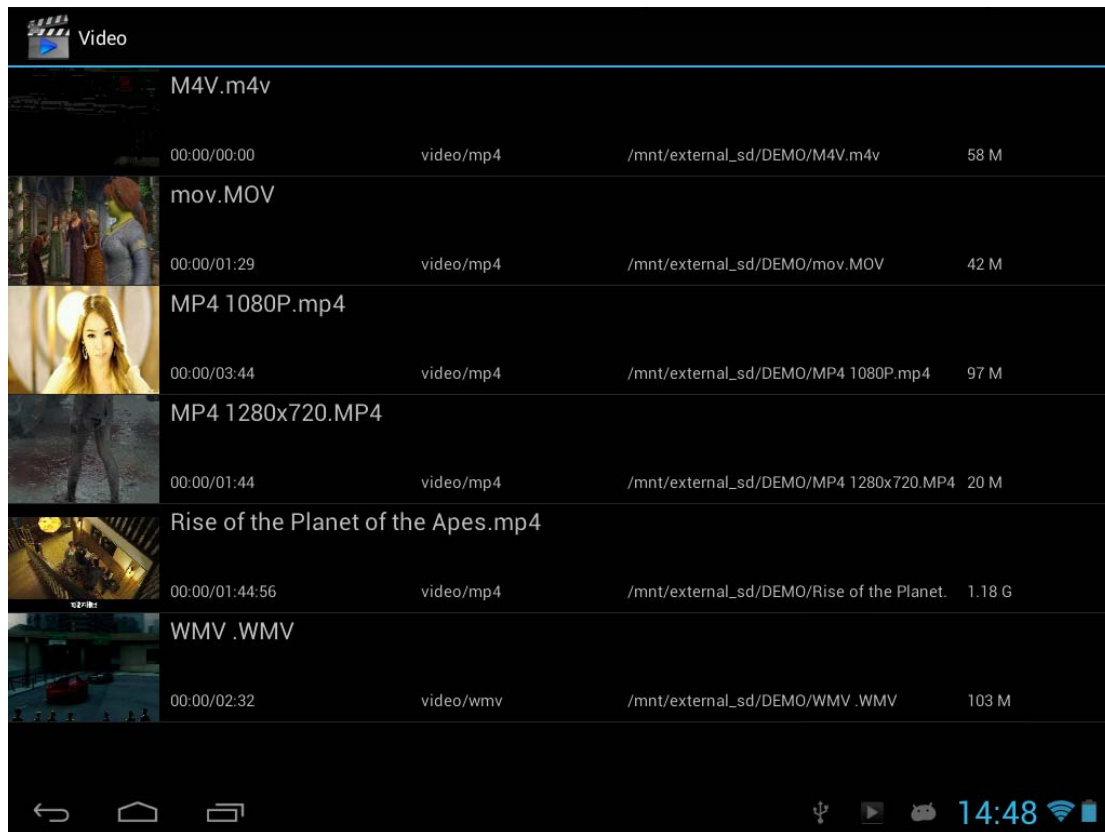 Video
M4V.m4v
00:00/00:00 video/mp4 /mnt/external_sd/DEMO/M4V.m4v 58 M
mov.MOV
00:00/01:29 video/mp4 /mnt/external_sd/DEMO/mov.MOV 42 M
MP4 1080P.mp4
00:00/03:44 video/mp4 /mnt/external_sd/DEMO/MP4 1080P.mp4 97 M
MP4 1280x720.MP4
00:00/01:44 video/mp4 /mnt/external_sd/DEMO/MP4 1280x720.MP4 20 M
Rise of the Planet of the Apes.mp4
00:00/01:44:56 video/mp4 /mnt/external_sd/DEMO/Rise of the Planet. 1.18 G
WMV .WMV
00:00/02:32 video/wmv /mnt/external_sd/DEMO/WMV .WMV 103 M
14:48